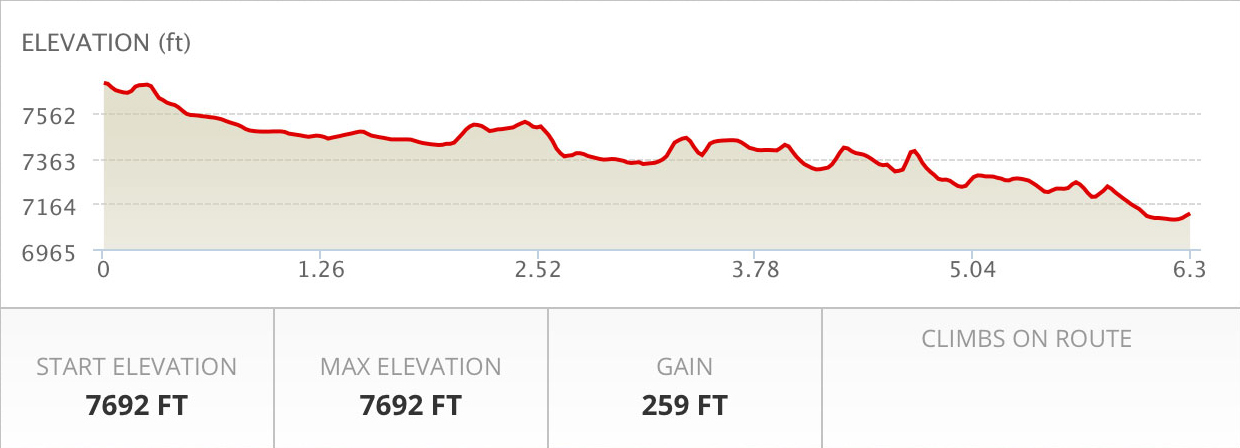 ELEVATION (ft)
7562
7363
7164
6965
0 1.26 2.52 3.78 5.04 6.3
CLIMBS ON ROUTE
START ELEVATION MAX ELEVATION GAIN
7692 FT 7692 FT 259 FT